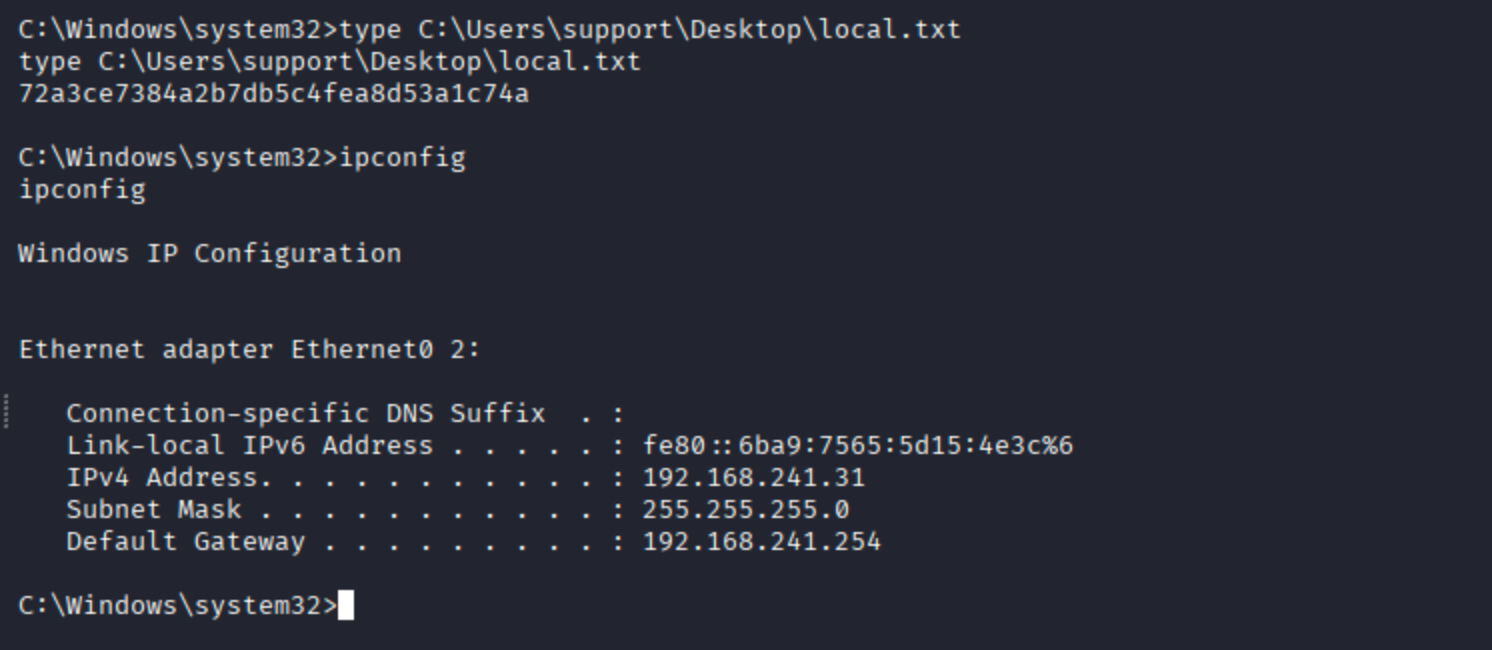 C:\Windows\system32>type C:\Users\support\Desktop\local.txt
type C:\Users\support\Desktop\local.txt
72a3ce7384a2b7db5c4fea8d53a1c74a
C:\Windows\system32>ipconfig
ipconfig
Windows IP Configuration
Ethernet adapter Ethernet0 2:
   Connection-specific DNS Suffix  . :
   Link-local IPv6 Address . . . . . : fe80::6ba9:7565:5d15:4e3c%6
   IPv4 Address. . . . . . . . . . . : 192.168.241.31
   Subnet Mask . . . . . . . . . . . : 255.255.255.0
   Default Gateway . . . . . . . . . : 192.168.241.254
C:\Windows\system32>